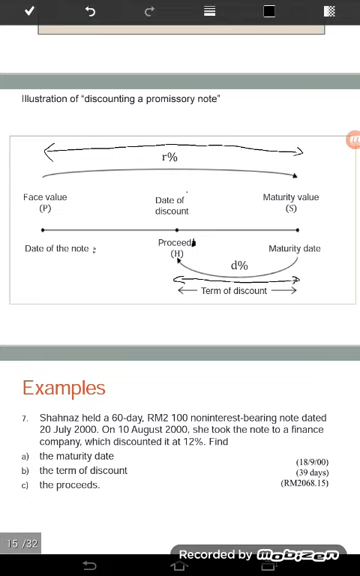 Illustration of "discounting a promissory note"
r%
Face value
(P)
Date of
discount
Maturity value
(S)
Date of the note
Proceed
(H)
Maturity date
d%
Term of discount
Examples
7. Shahnaz held a 60-day, RM2 100 noninterest-bearing note dated
20 July 2000. On 10 August 2000, she took the note to a finance
company, which discounted it at 12%. Find
a) the maturity date (18/9/00)
b) the term of discount (39 days)
c) the proceeds. (RM2068.15)
15 /32
Recorded by Mobizen